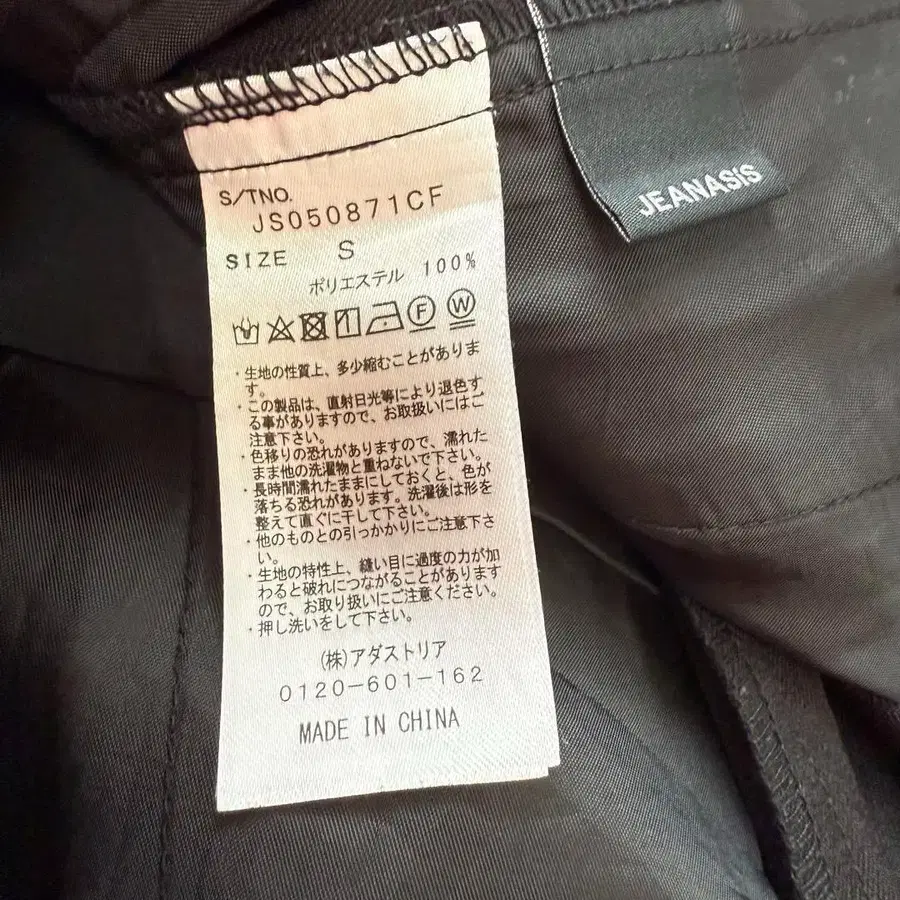 S/TNO.
JS050871CF
SIZE S
ポリエステル 100%
F W
・生地の性質上、多少縮むことがありま
す。
・この製品は、直射日光等により退色す
る事がありますので、お取扱いにはご
注意下さい。
・色移りの恐れがありますので、濡れた
まま他の洗濯物と重ねないで下さい。
・長時間濡れたままにしておくと、色が
落ちる恐れがあります。洗濯後は形を
整えて直ぐに干して下さい。
・他のものとの引っかかりにご注意下さ
い。
・生地の特性上、縫い目に過度の力が加
わると破れにつながることがあります
ので、お取り扱いにご注意ください。
・押し洗いをして下さい。
(株)アダストリア
0120-601-162
MADE IN CHINA
JEANASiS